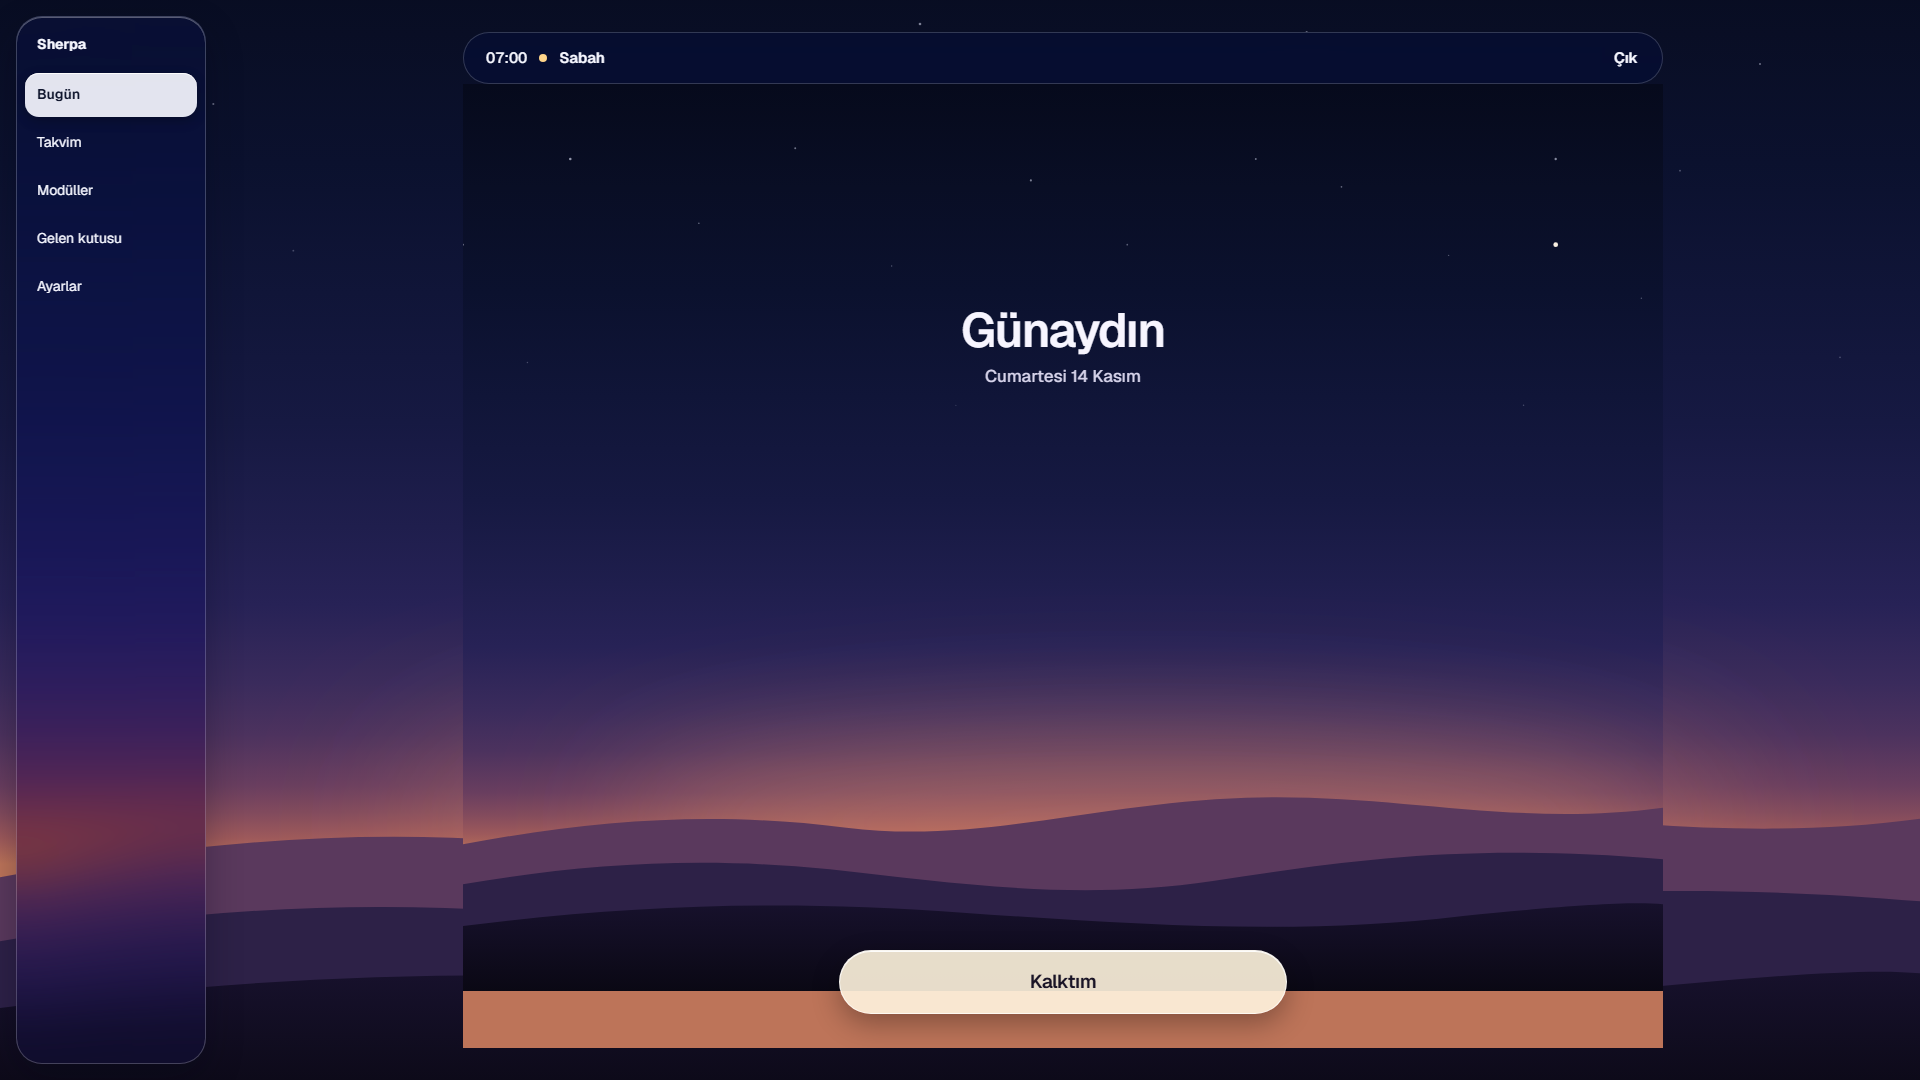 Sherpa
Bugün
Takvim
Modüller
Gelen kutusu
Ayarlar
07:00 Sabah
Çık
Günaydın
Cumartesi 14 Kasım
Kalktım